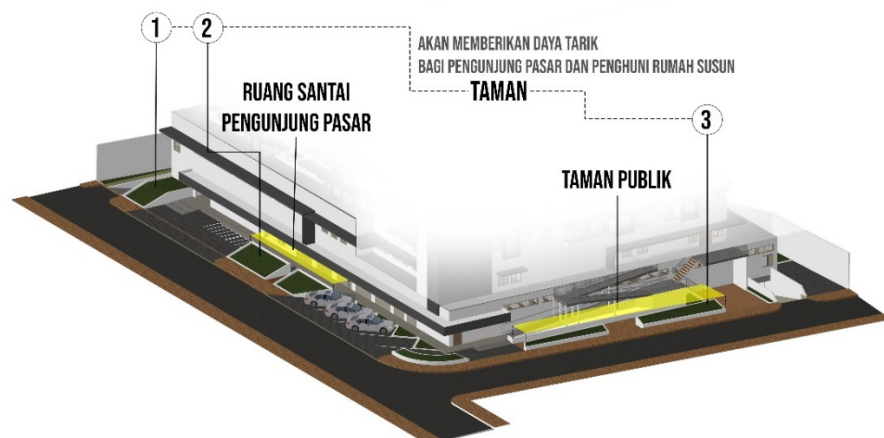 1
2
AKAN MEMBERIKAN DAYA TARIK
BAGI PENGUNJUNG PASAR DAN PENGHUNI RUMAH SUSUN
TAMAN
RUANG SANTAI
PENGUNJUNG PASAR
3
TAMAN PUBLIK